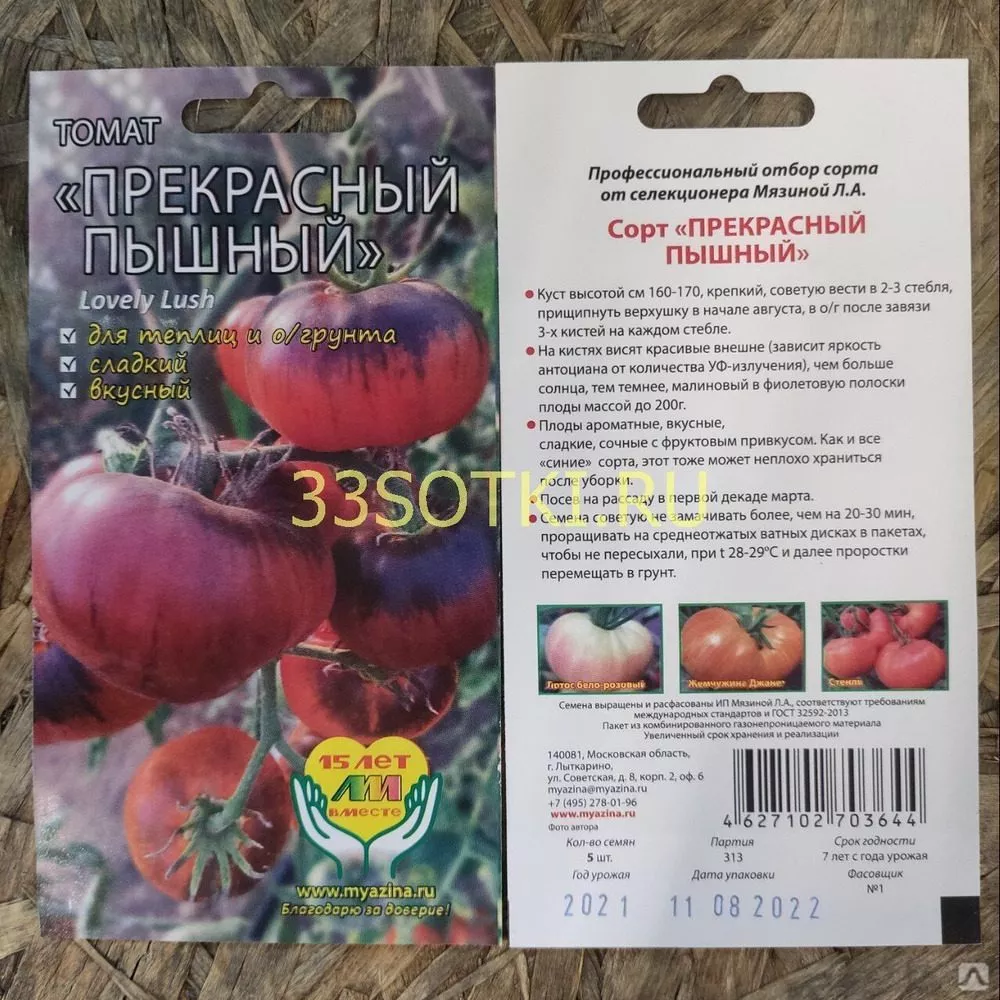 ТОМАТ
«ПРЕКРАСНЫЙ
ПЫШНЫЙ»
Lovely Lush
для теплиц и о/грунта
сладкий
вкусный
15 ЛЕТ
ЛМ
вместе
www.myazina.ru
Благодарю за доверие!
Профессиональный отбор сорта
от селекционера Мязиной Л.А.
Сорт «ПРЕКРАСНЫЙ
ПЫШНЫЙ»
• Куст высотой см 160-170, крепкий, советую вести в 2-3 стебля,
прищипнуть верхушку в начале августа, в о/г после завязи
3-х кистей на каждом стебле.
• На кистях висят красивые внешне (зависит яркость
антоциана от количества УФ-излучения), чем больше
солнца, тем темнее, малиновый в фиолетовую полоски
плоды массой до 200г.
• Плоды ароматные, вкусные,
сладкие, сочные с фруктовым привкусом. Как и все
«синие» сорта, этот тоже может неплохо храниться
после уборки.
• Посев на рассаду в первой декаде марта.
• Семена советую не замачивать более, чем на 20-30 мин,
проращивать на среднеотжатых ватных дисках в пакетах,
чтобы не пересыхали, при t 28-29°С и далее проростки
перемещать в грунт.
33SOTKI.RU
Портос бело-розовый
Жемчужина Джанет
Стенли
Семена выращены и расфасованы ИП Мязиной Л.А., соответствуют требованиям
международных стандартов и ГОСТ 32592-2013
Пакет из комбинированного газонепроницаемого материала
Увеличенный срок хранения и реализации
140081, Московская область,
г. Лыткарино,
ул. Советская, д. 8, корп. 2, оф. 6
myazina@myazina.ru
+7 (495) 278-01-96
www.myazina.ru
Фото автора
4 627102 703644
Кол-во семян Партия Срок годности
5 шт. 313 7 лет с года урожая
Год урожая Дата упаковки Фасовщик
№1
2021 11 08 2022